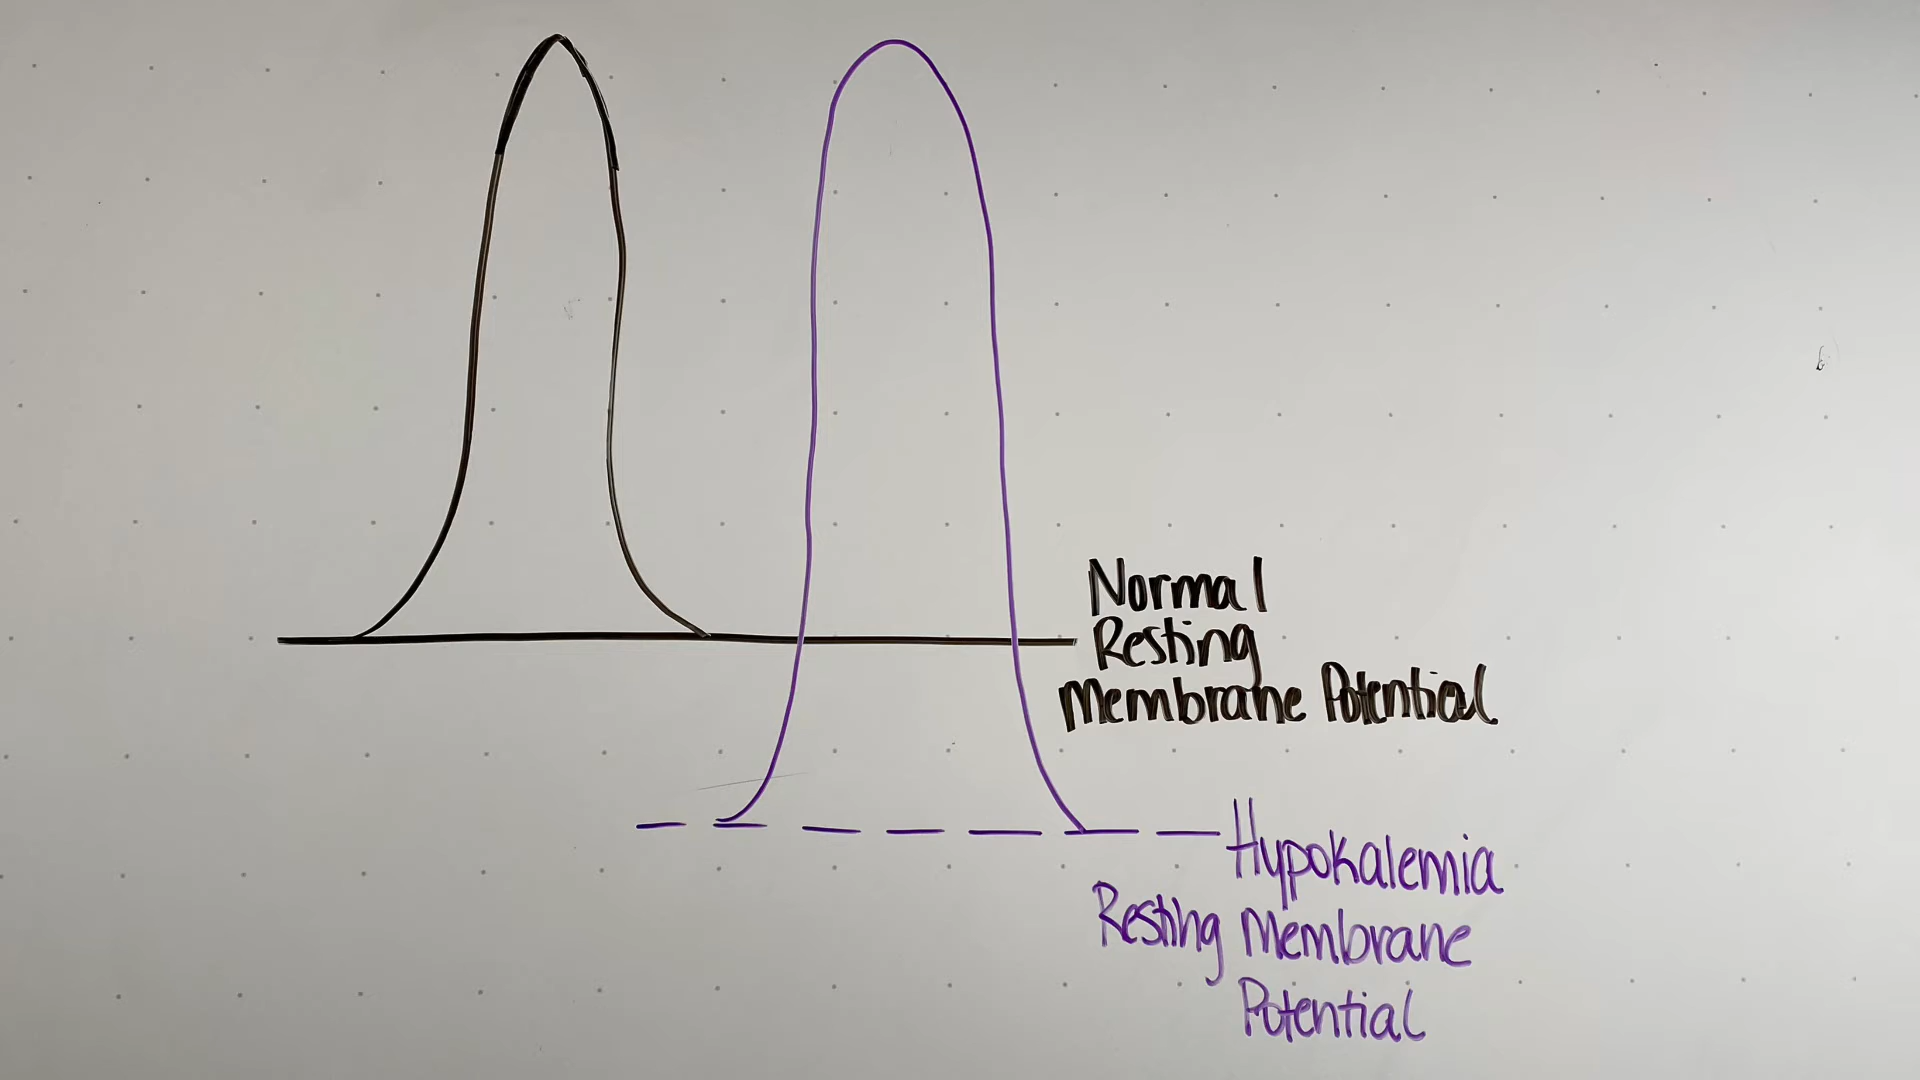 Normal
Resting
Membrane Potential
Hypokalemia
Resting Membrane
Potential